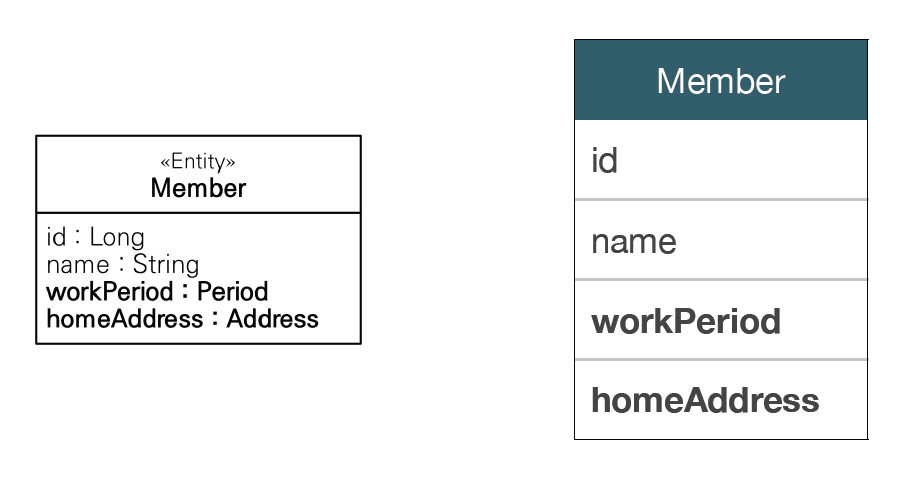 «Entity»
Member
id : Long
name : String
workPeriod : Period
homeAddress : Address
Member
id
name
workPeriod
homeAddress